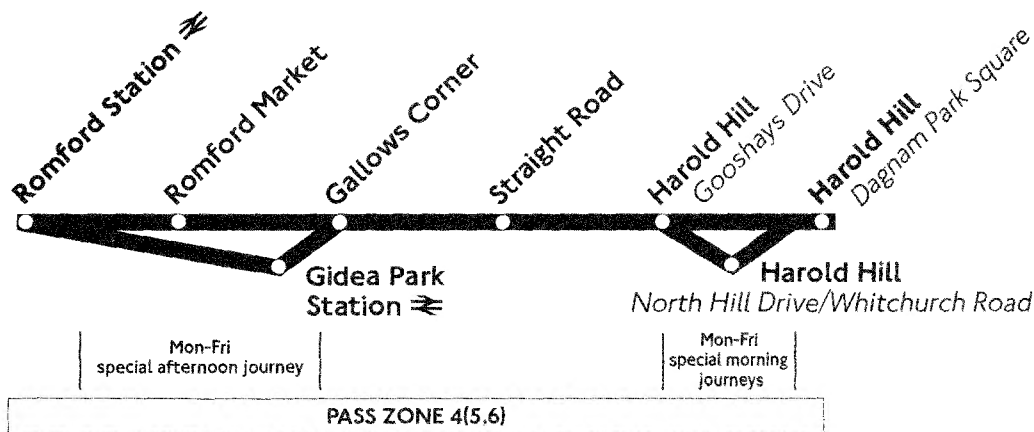 Romford Station
Romford Market
Gallows Corner
Straight Road
Harold Hill
Gooshays Drive
Harold Hill
Dagnam Park Square
Gidea Park
Station
Harold Hill
North Hill Drive/Whitchurch Road
Mon-Fri
special afternoon journey
Mon-Fri
special morning
journeys
PASS ZONE 4(5,6)